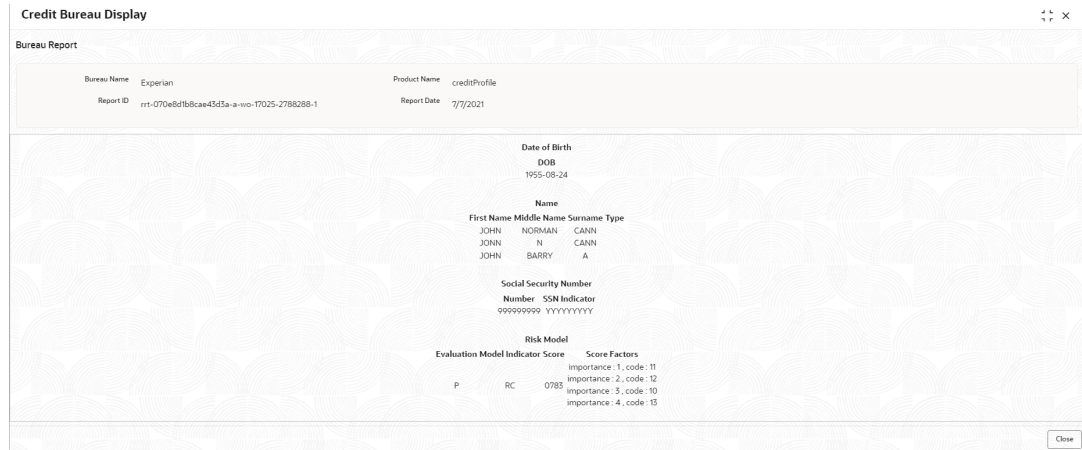 Credit Bureau Display
Bureau Report
Bureau Name Experian Product Name creditProfile
Report ID rrt-070e8d1b8cae43d3a-a-wo-17025-2788288-1 Report Date 7/7/2021
Date of Birth
DOB
1955-08-24
Name
First Name Middle Name Surname Type
JOHN NORMAN CANN
JONN N CANN
JOHN BARRY A
Social Security Number
Number SSN Indicator
999999999 YYYYYYYYY
Risk Model
Evaluation Model Indicator Score Score Factors
importance : 1 , code : 11
importance : 2 , code : 12
P RC 0783
importance : 3 , code : 10
importance : 4 , code : 13
Close